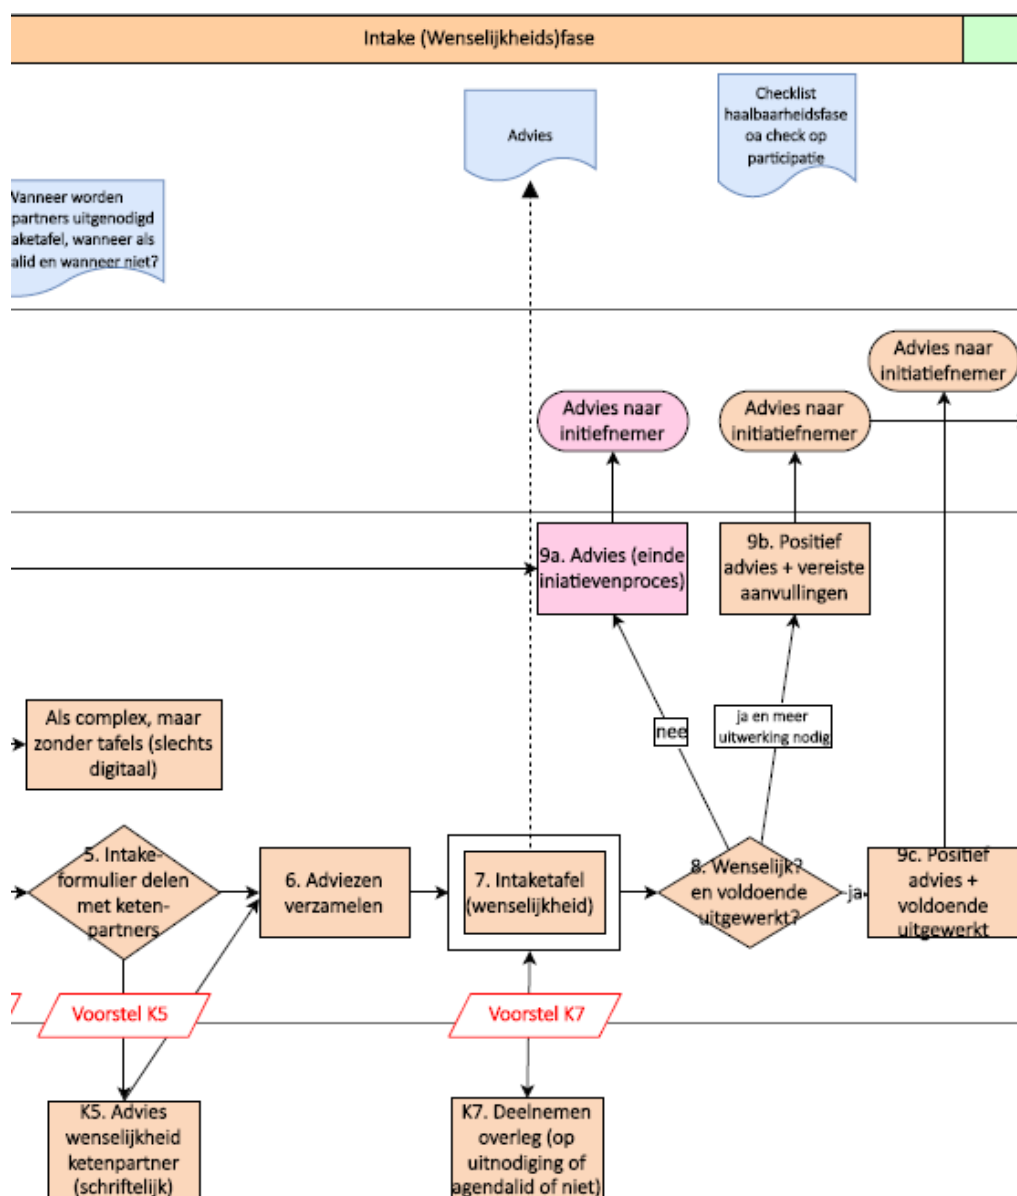 Intake (Wenselijkheids)fase
Advies
Checklist
haalbaarheidsfase
oa check op
participatie
Wanneer worden
partners uitgenodigd
aketafel, wanneer als
alid en wanneer niet?
Advies naar
initiatiefnemer
Advies naar
initiefnemer
Advies naar
initiatiefnemer
9a. Advies (einde
iniatievenproces)
9b. Positief
advies + vereiste
aanvullingen
Als complex, maar
zonder tafels (slechts
digitaal)
nee
ja en meer
uitwerking nodig
5. Intake-
formulier delen
met keten-
partners
6. Adviezen
verzamelen
7. Intaketafel
(wenselijkheid)
8. Wenselijk?
en voldoende
uitgewerkt?
ja
9c. Positief
advies +
voldoende
uitgewerkt
Voorstel K5
Voorstel K7
K5. Advies
wenselijkheid
ketenpartner
(schriftelijk)
K7. Deelnemen
overleg (op
uitnodiging of
agendalid of niet)